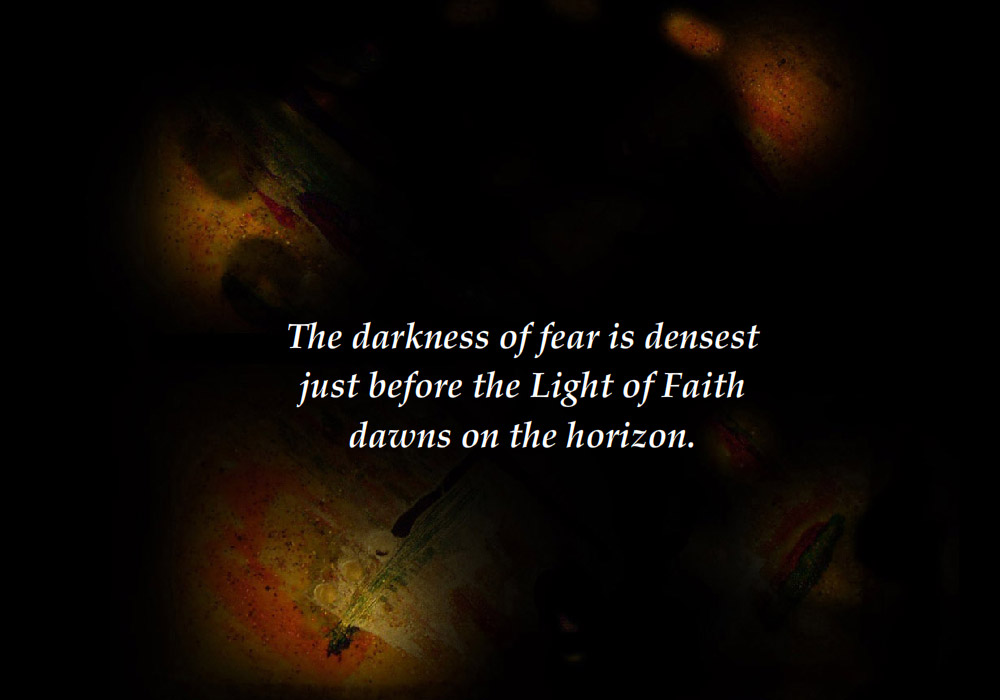 The darkness of fear is densest
just before the Light of Faith
dawns on the horizon.